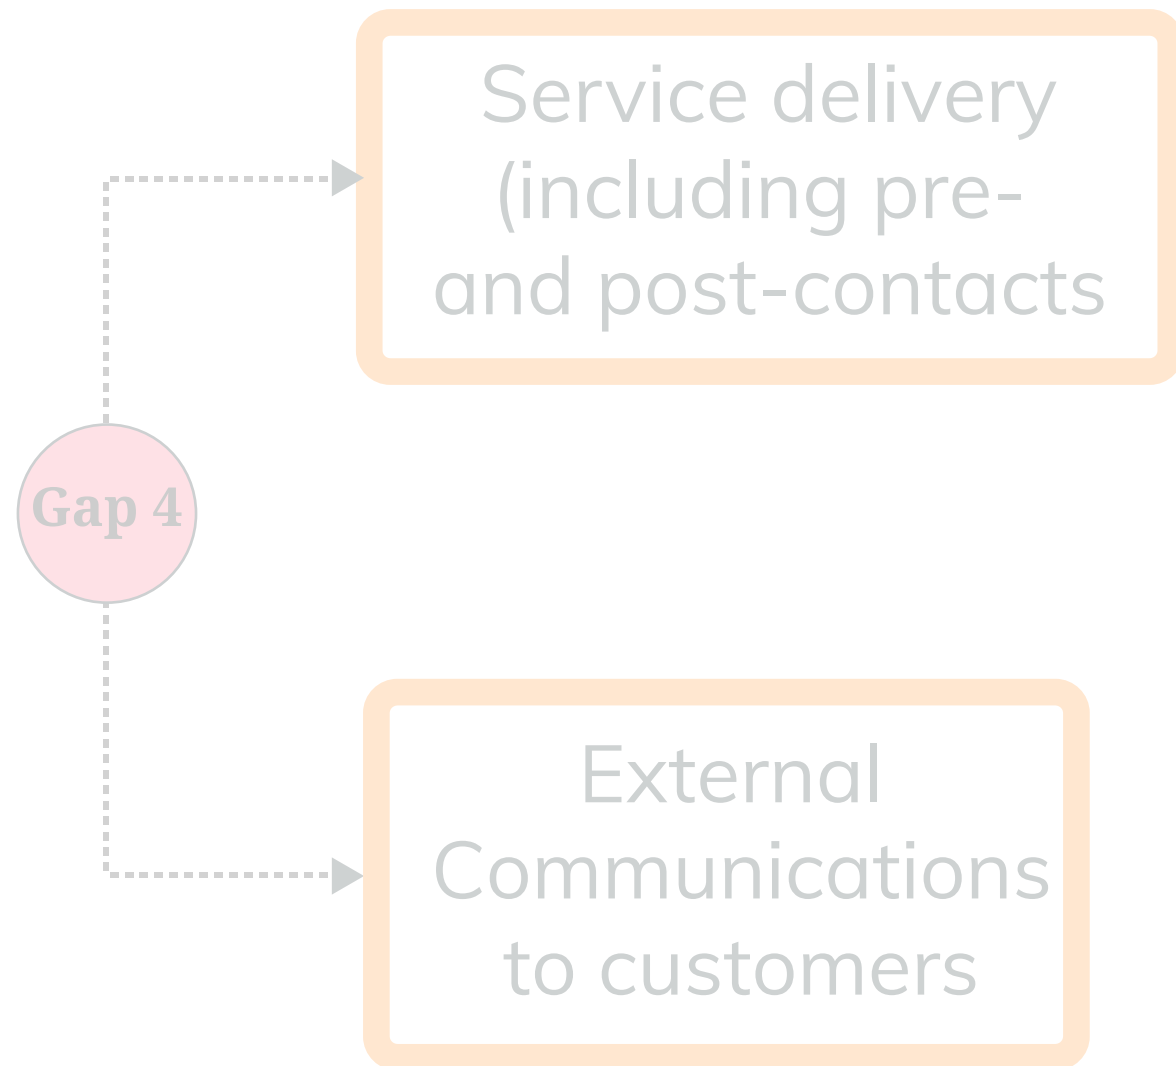 Service delivery
(including pre-
and post-contacts
Gap 4
External
Communications
to customers